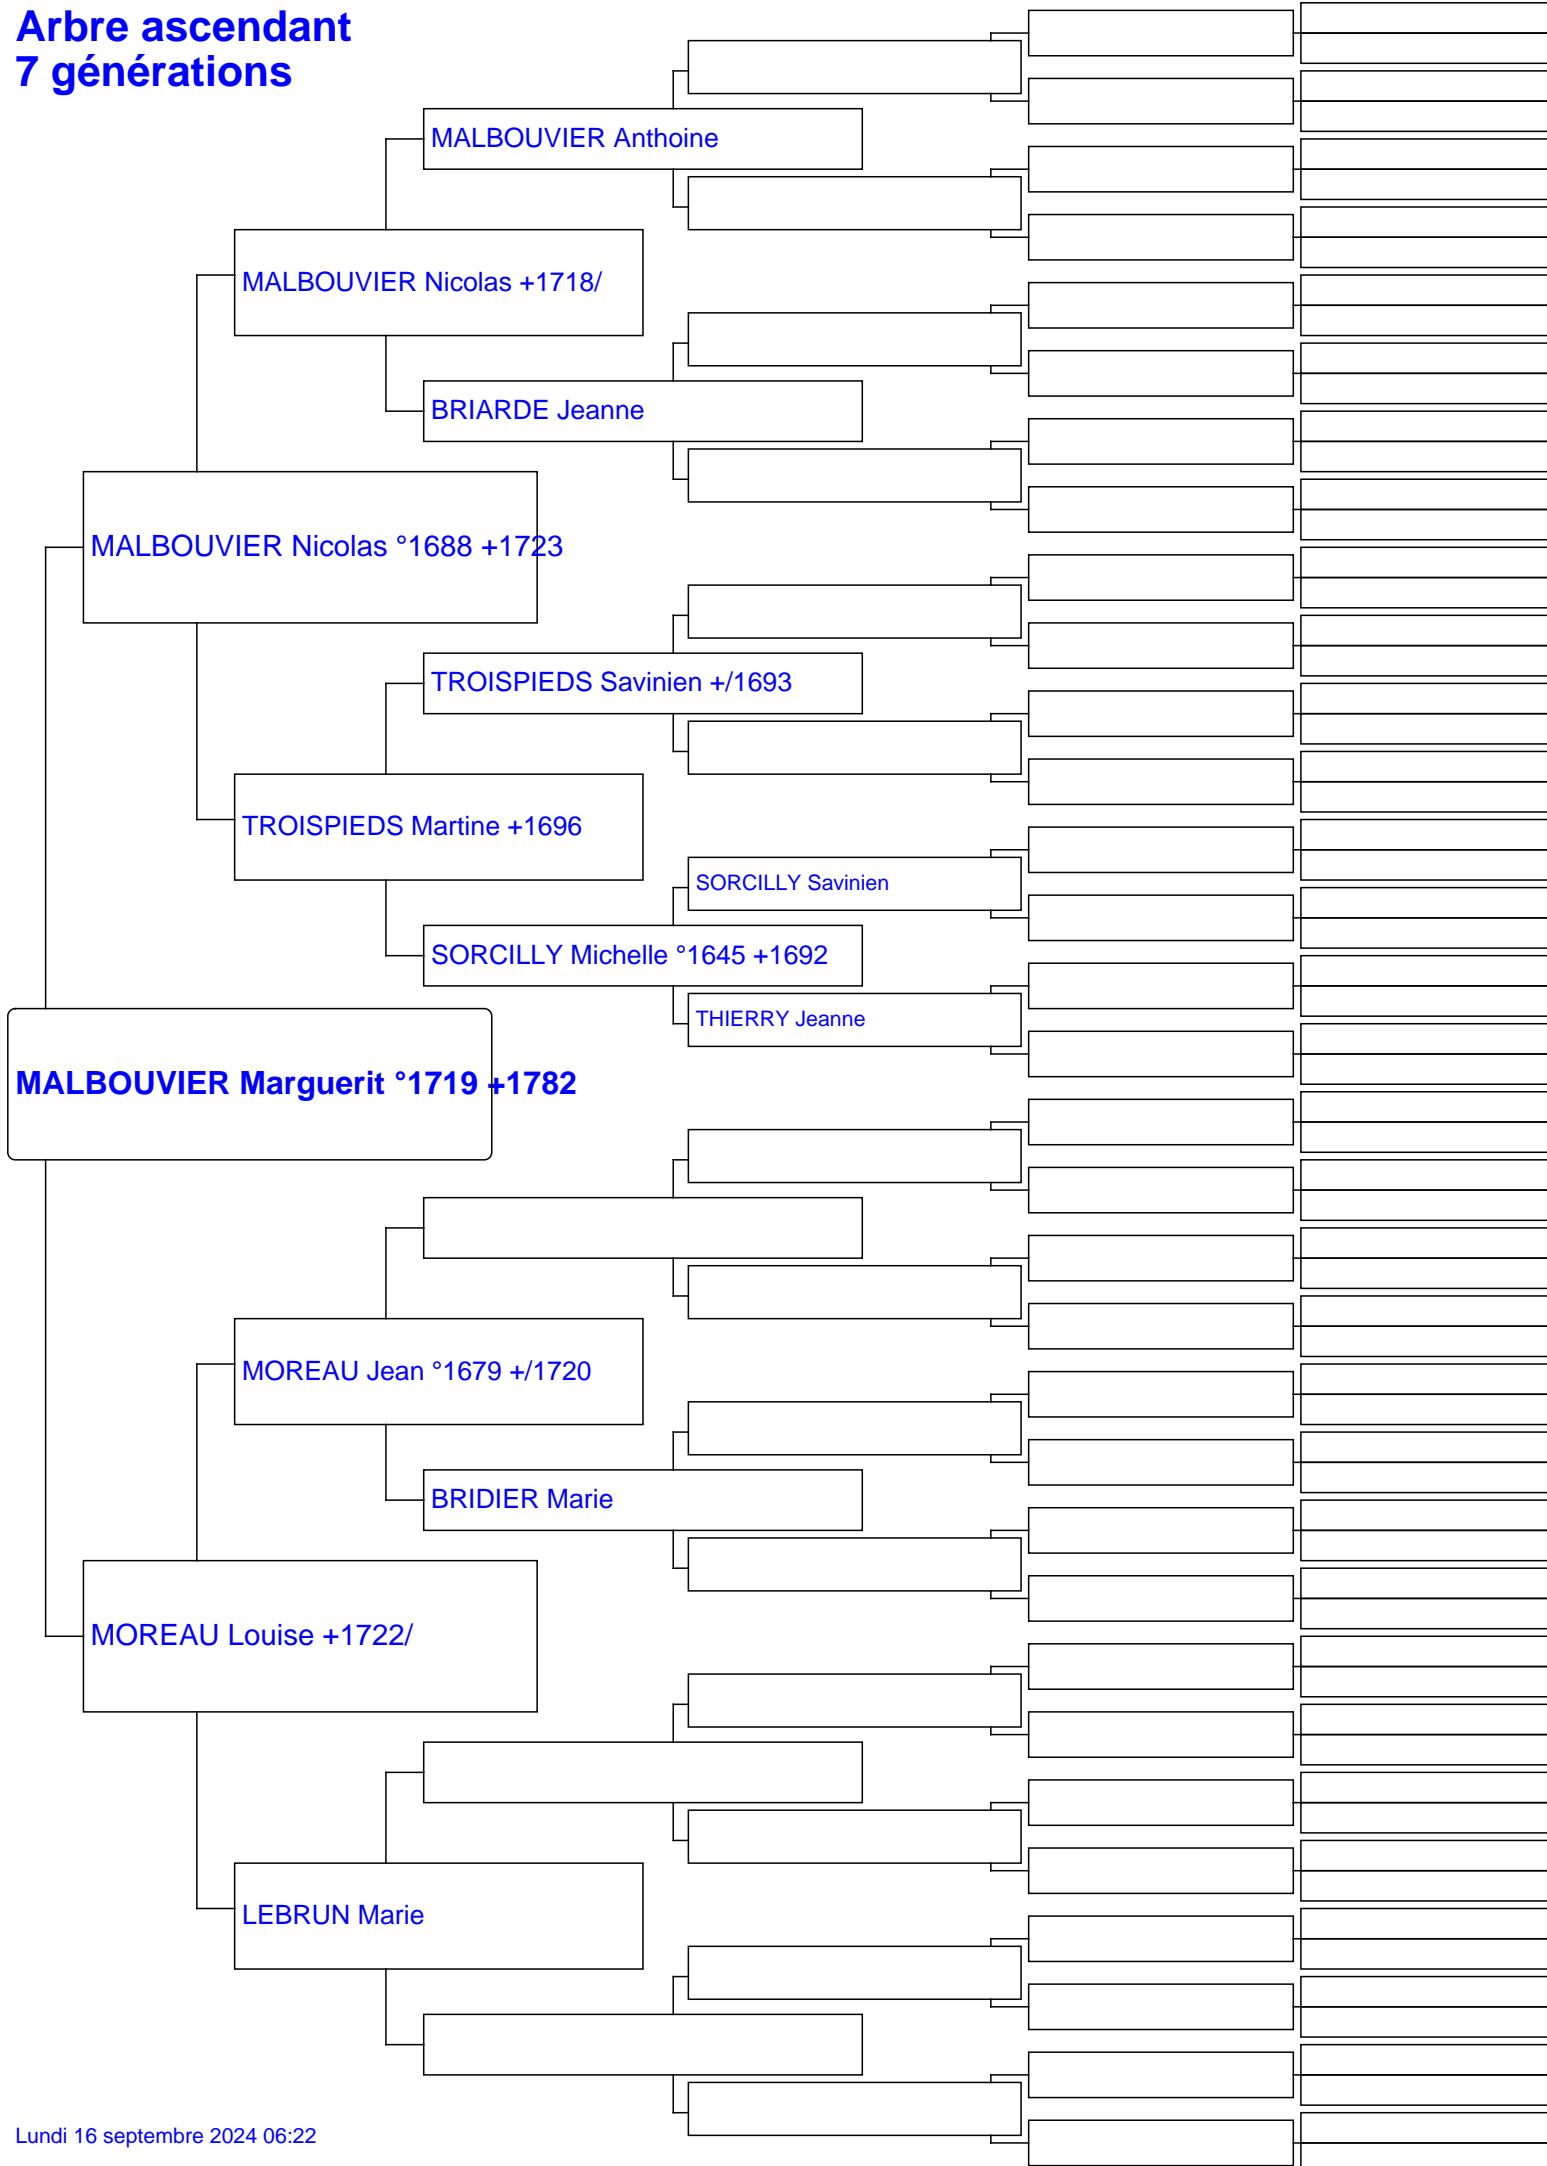 Arbre ascendant
7 générations
MALBOUVIER Anthoine
MALBOUVIER Nicolas +1718/
BRIARDE Jeanne
MALBOUVIER Nicolas °1688 +1723
TROISPIEDS Savinien +/1693
TROISPIEDS Martine +1696
SORCILLY Savinien
SORCILLY Michelle °1645 +1692
THIERRY Jeanne
MALBOUVIER Marguerit °1719 +1782
MOREAU Jean °1679 +/1720
BRIDIER Marie
MOREAU Louise +1722/
LEBRUN Marie
Lundi 16 septembre 2024 06:22